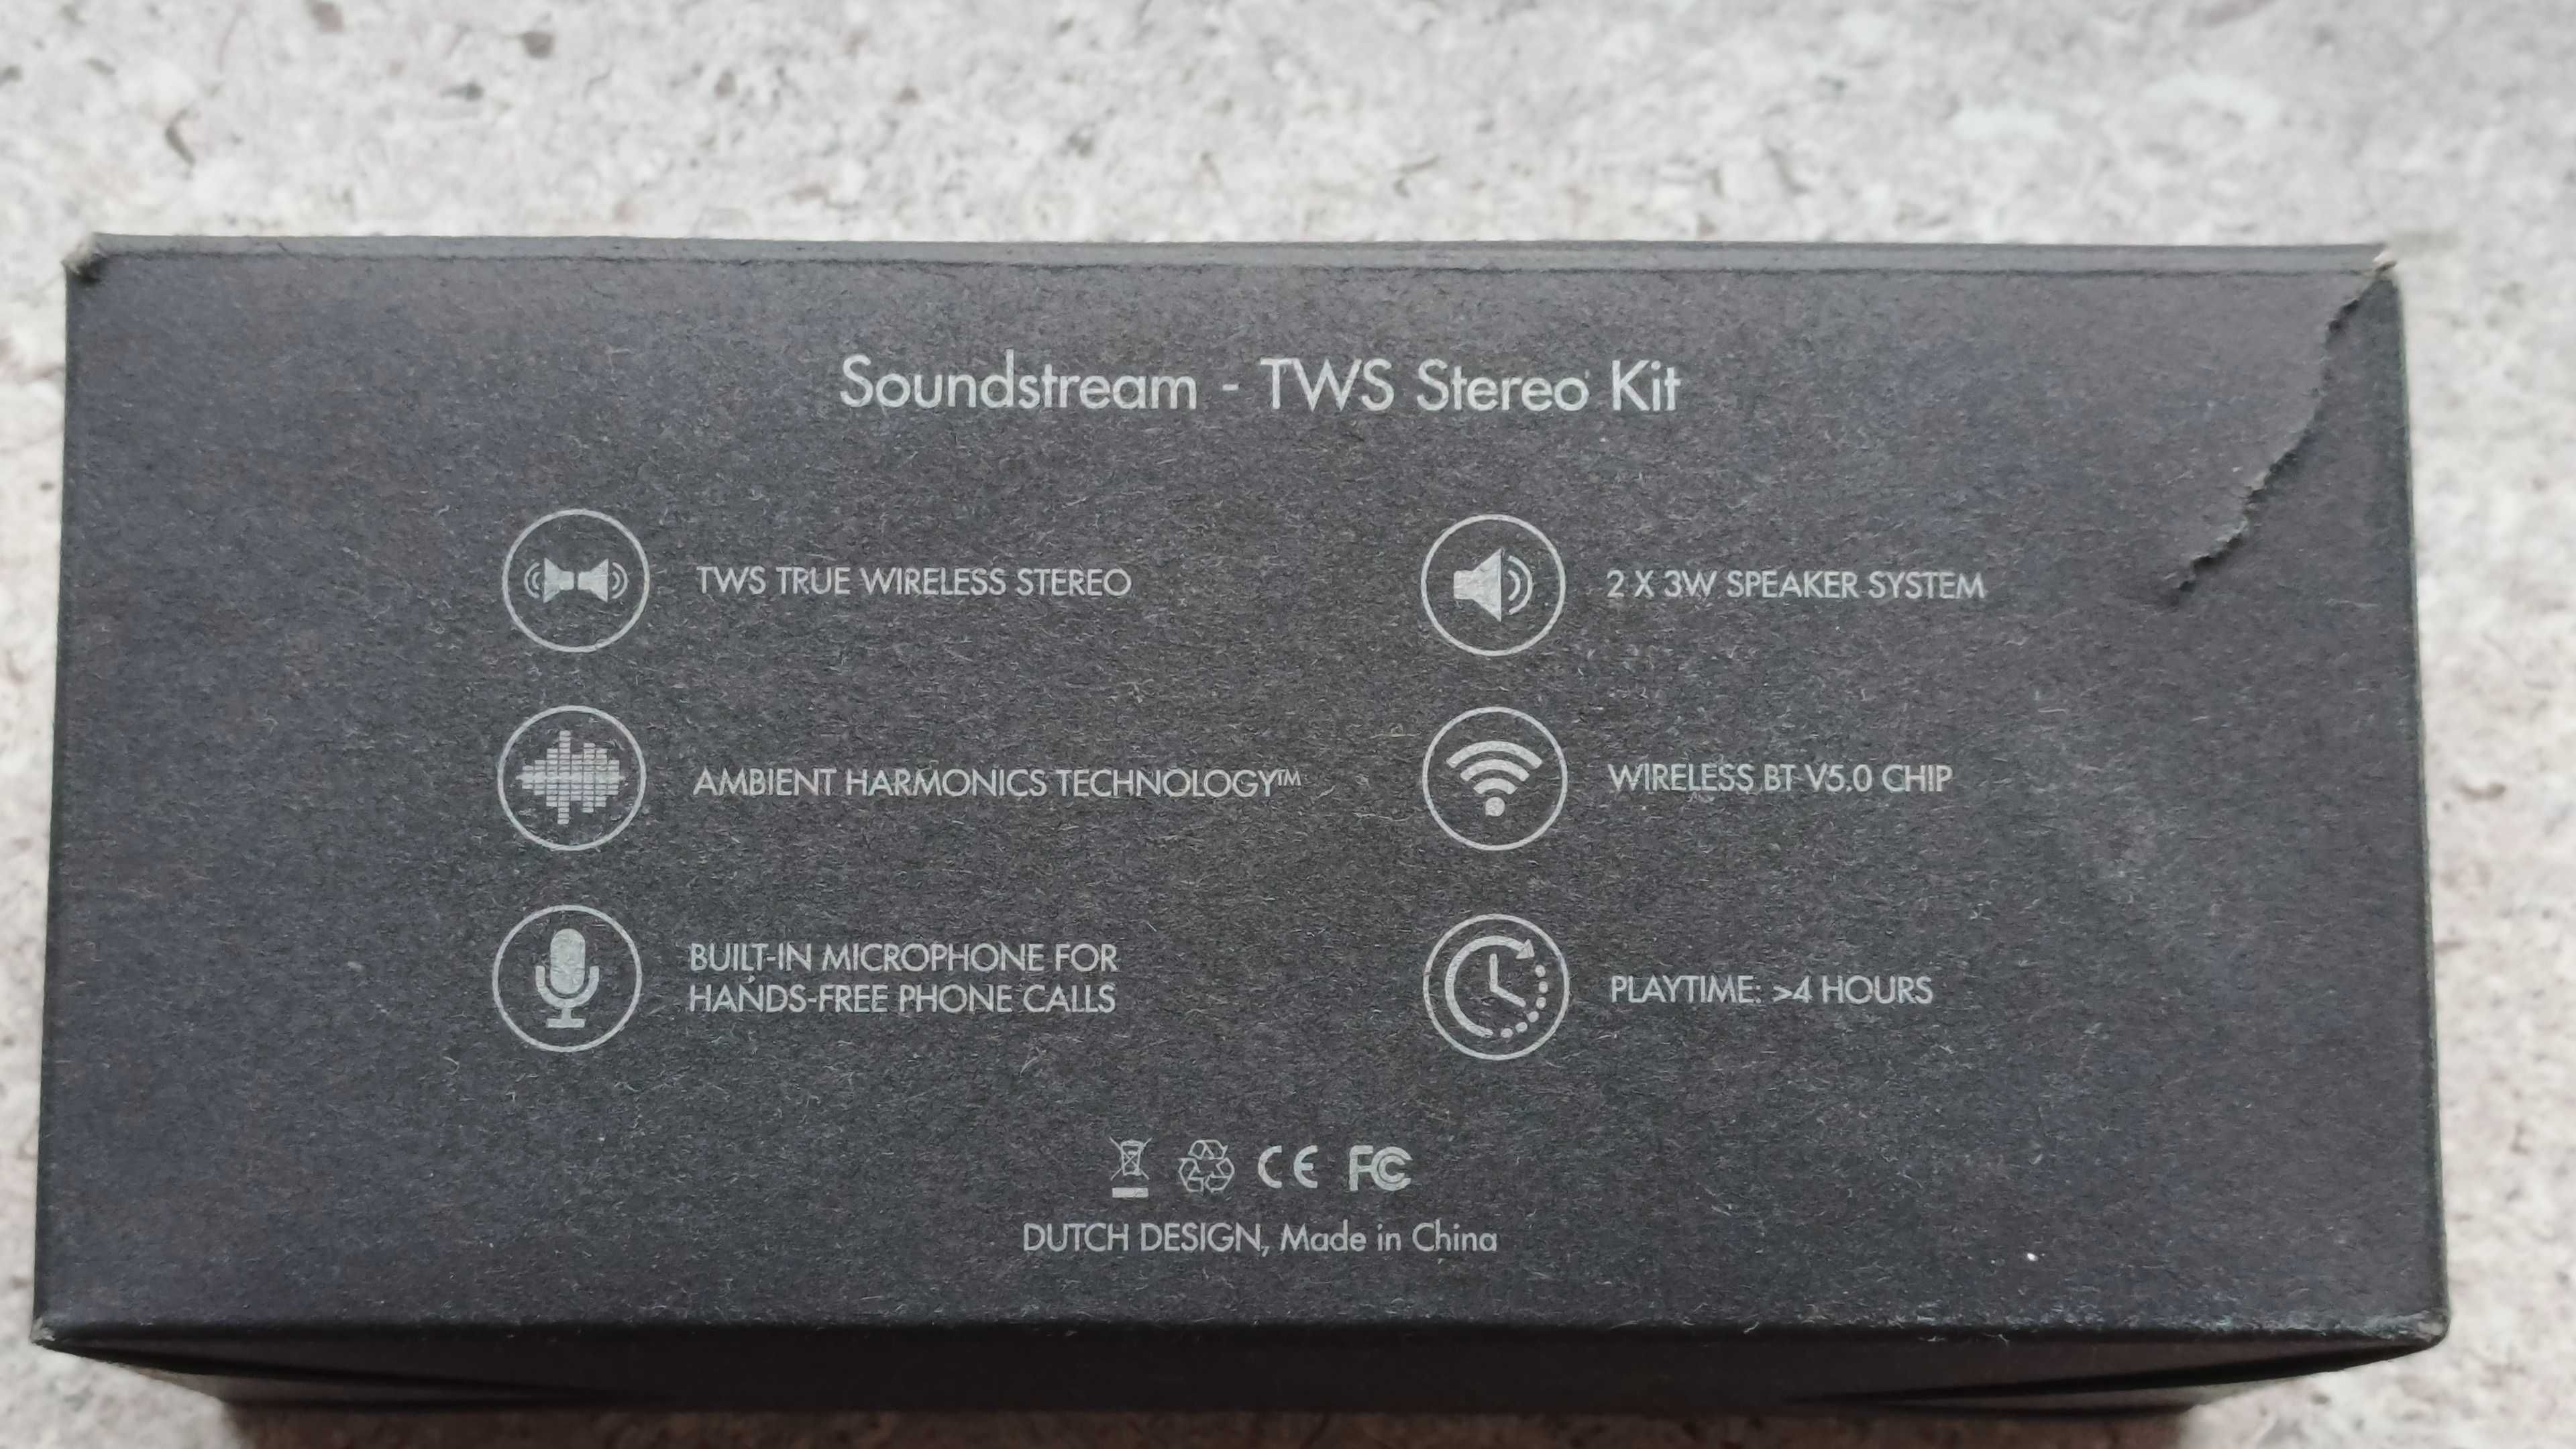 Soundstream - TWS Stereo Kit
TWS TRUE WIRELESS STEREO
2 X 3W SPEAKER SYSTEM
AMBIENT HARMONICS TECHNOLOGY™
WIRELESS BT V5.0 CHIP
BUILT-IN MICROPHONE FOR
HANDS-FREE PHONE CALLS
PLAYTIME: >4 HOURS
CE FC
DUTCH DESIGN, Made in China